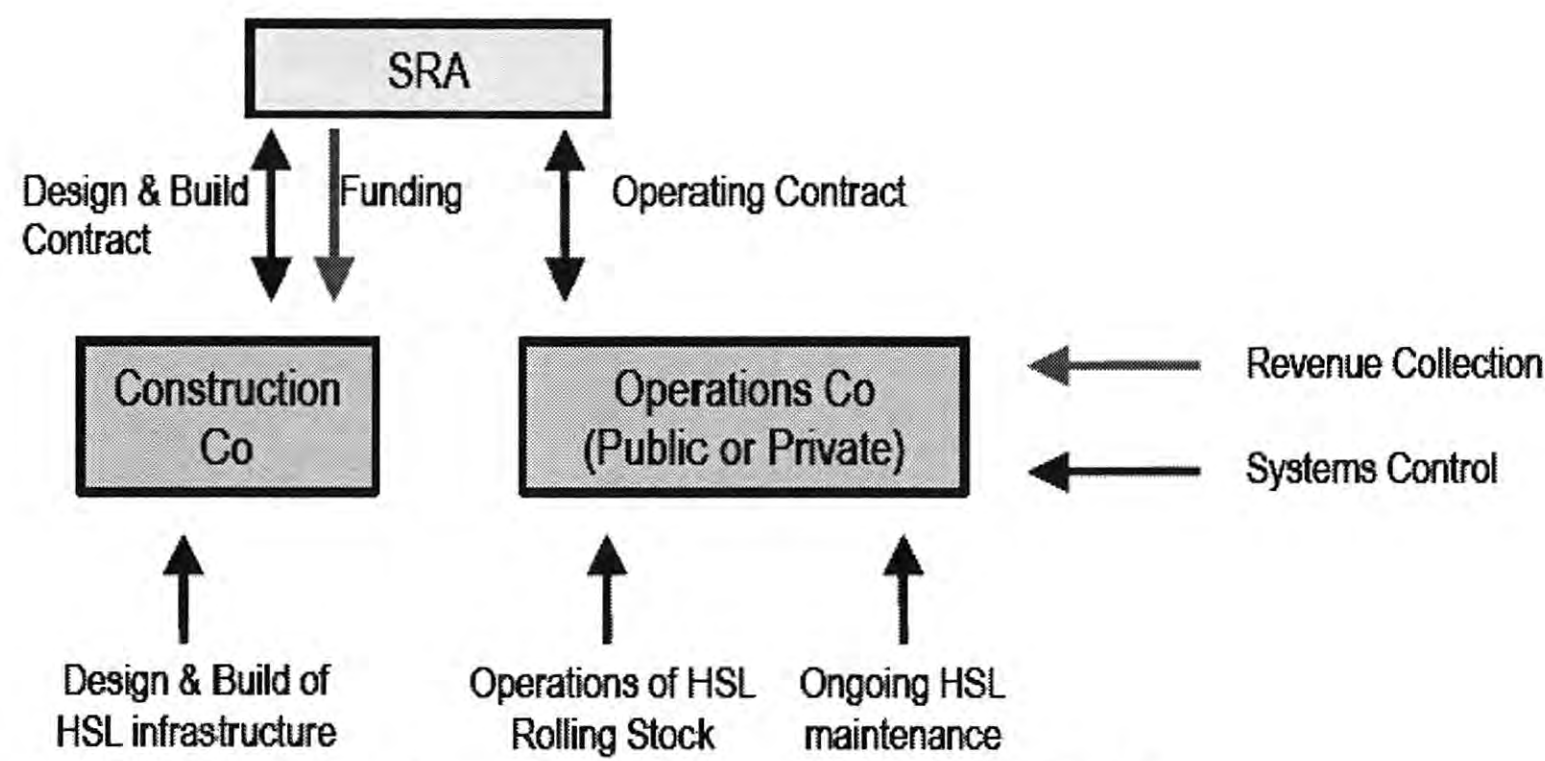 SRA
Design & Build
Contract
Funding
Operating Contract
Construction
Co
Operations Co
(Public or Private)
Revenue Collection
Systems Control
Design & Build of
HSL infrastructure
Operations of HSL
Rolling Stock
Ongoing HSL
maintenance